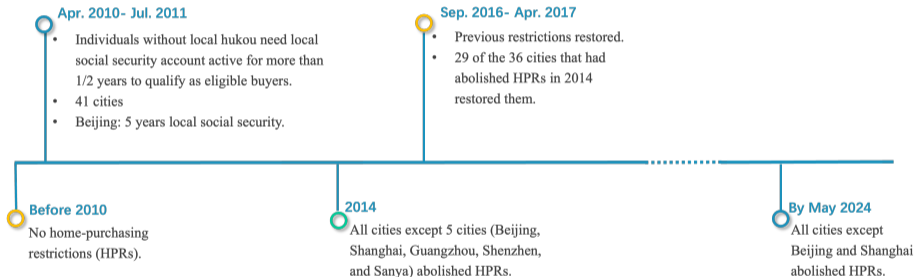 Apr. 2010- Jul. 2011
• Individuals without local hukou need local
social security account active for more than
1/2 years to qualify as eligible buyers.
• 41 cities
• Beijing: 5 years local social security.
Sep. 2016- Apr. 2017
• Previous restrictions restored.
• 29 of the 36 cities that had
abolished HPRs in 2014
restored them.
Before 2010
No home-purchasing
restrictions (HPRs).
2014
All cities except 5 cities (Beijing,
Shanghai, Guangzhou, Shenzhen,
and Sanya) abolished HPRs.
By May 2024
All cities except
Beijing and Shanghai
abolished HPRs.